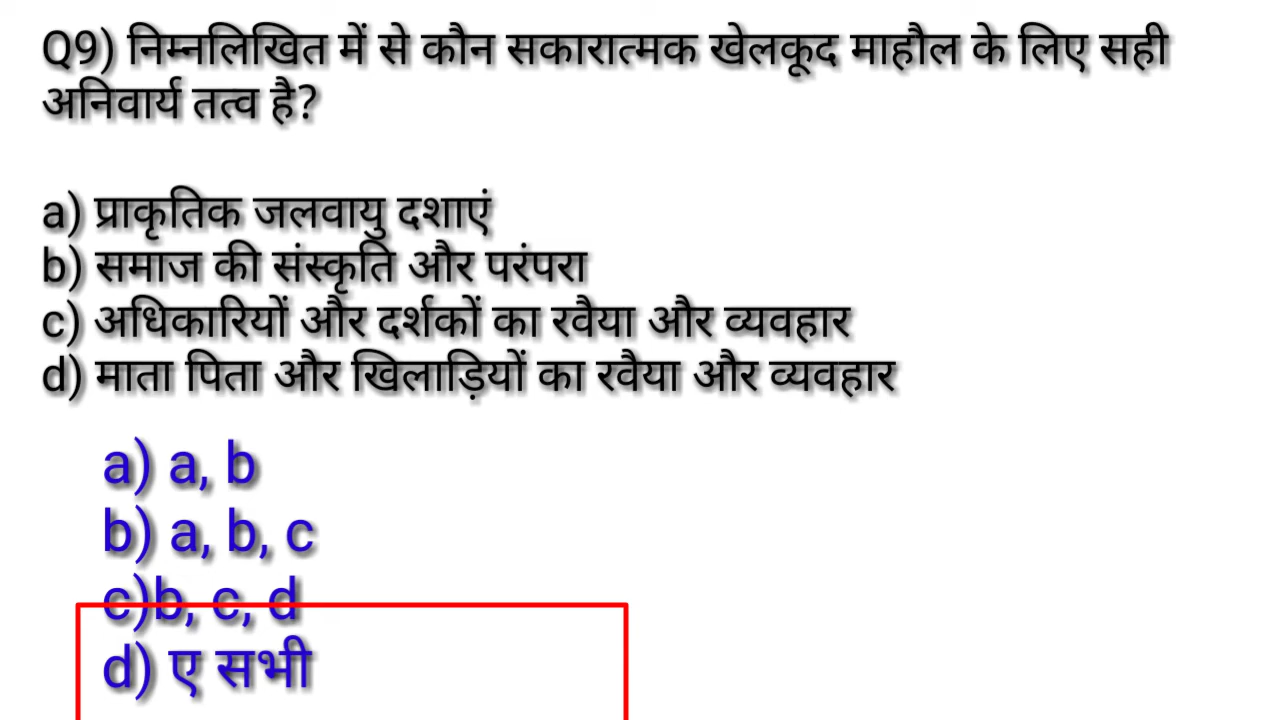 Q9) निम्नलिखित में से कौन सकारात्मक खेलकूद माहौल के लिए सही
अनिवार्य तत्व है?
a) प्राकृतिक जलवायु दशाएं
b) समाज की संस्कृति और परंपरा
c) अधिकारियों और दर्शकों का रवैया और व्यवहार
d) माता पिता और खिलाड़ियों का रवैया और व्यवहार
a) a, b
b) a, b, c
c)b, c, d
d) ए सभी